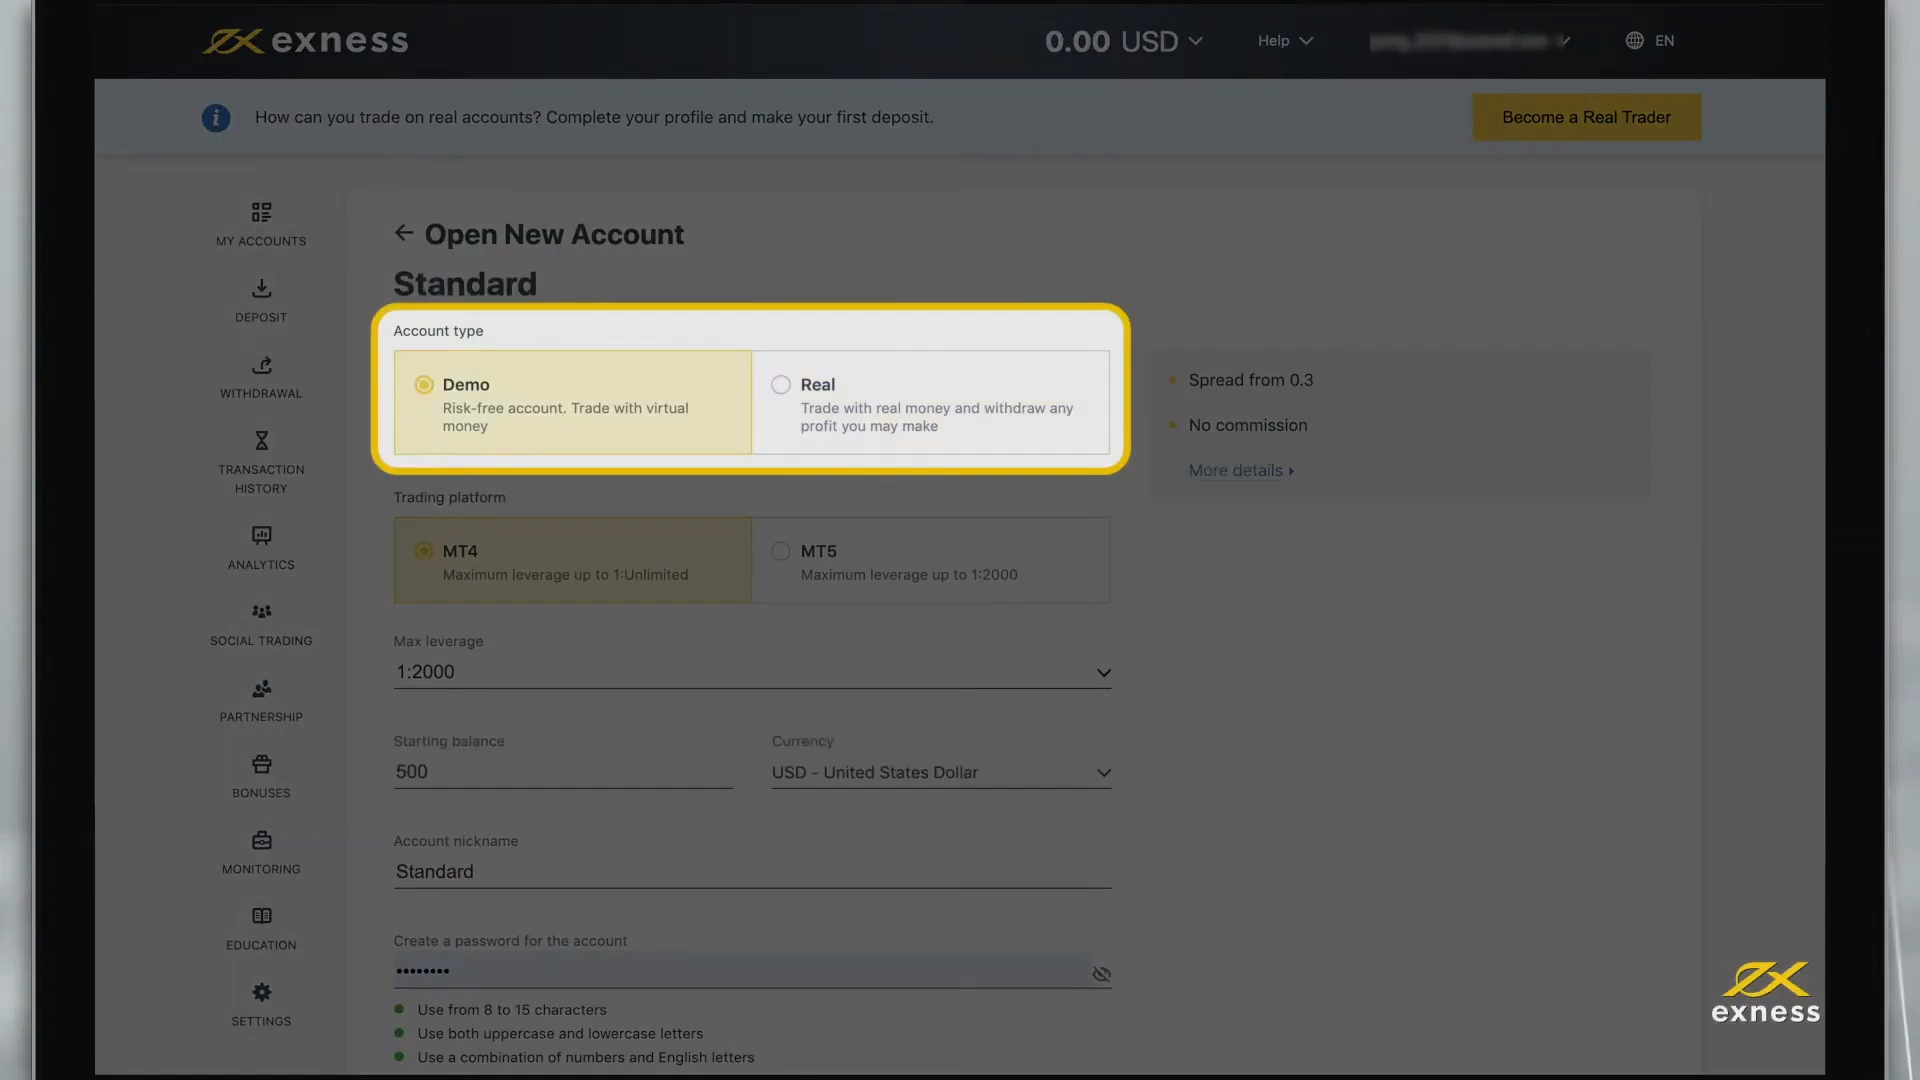 exness
0.00 USD
Help
EN
How can you trade on real accounts? Complete your profile and make your first deposit.
Become a Real Trader
MY ACCOUNTS
DEPOSIT
WITHDRAWAL
TRANSACTION
HISTORY
ANALYTICS
SOCIAL TRADING
PARTNERSHIP
BONUSES
MONITORING
EDUCATION
SETTINGS
Open New Account
Standard
Account type
Demo
Risk-free account. Trade with virtual
money
Real
Trade with real money and withdraw any
profit you may make
Spread from 0.3
No commission
More details
Trading platform
MT4
Maximum leverage up to 1:Unlimited
MT5
Maximum leverage up to 1:2000
Max leverage
1:2000
Starting balance
500
Currency
USD - United States Dollar
Account nickname
Standard
Create a password for the account
••••••••
Use from 8 to 15 characters
Use both uppercase and lowercase letters
Use a combination of numbers and English letters
exness